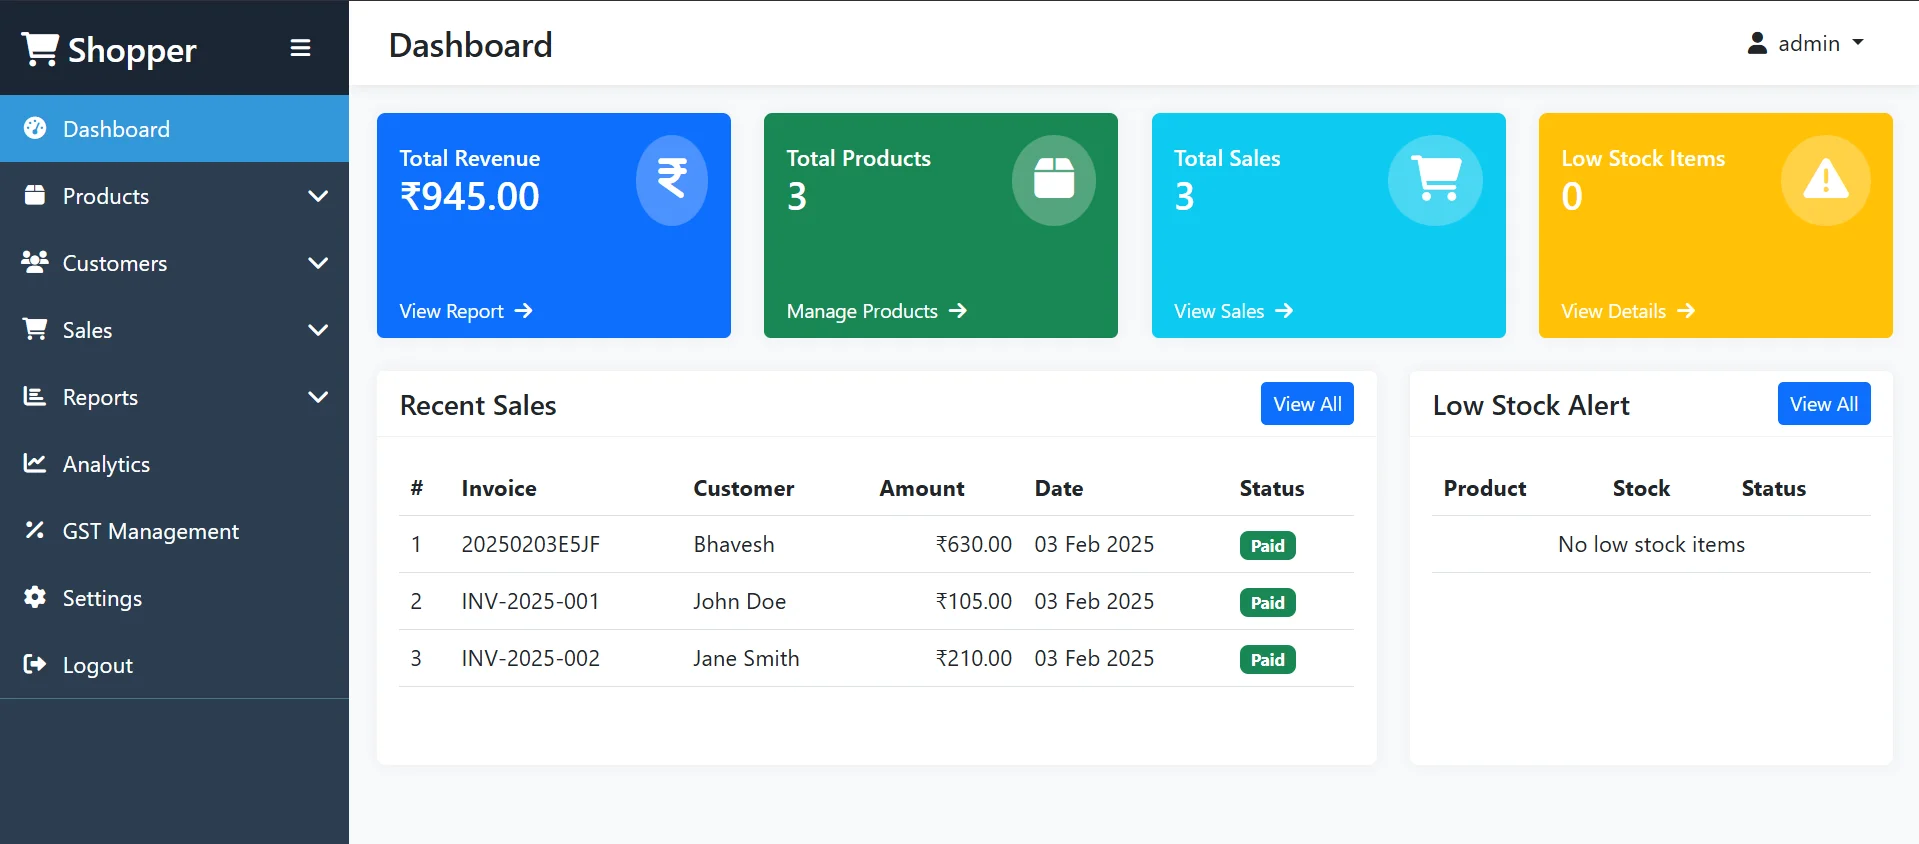 Shopper
Dashboard
admin
Dashboard
Products
Customers
Sales
Reports
Analytics
GST Management
Settings
Logout
Total Revenue
₹945.00
View Report
Total Products
3
Manage Products
Total Sales
3
View Sales
Low Stock Items
0
View Details
Recent Sales View All
# Invoice Customer Amount Date Status
1 20250203E5JF Bhavesh ₹630.00 03 Feb 2025 Paid
2 INV-2025-001 John Doe ₹105.00 03 Feb 2025 Paid
3 INV-2025-002 Jane Smith ₹210.00 03 Feb 2025 Paid
Low Stock Alert View All
Product Stock Status
No low stock items